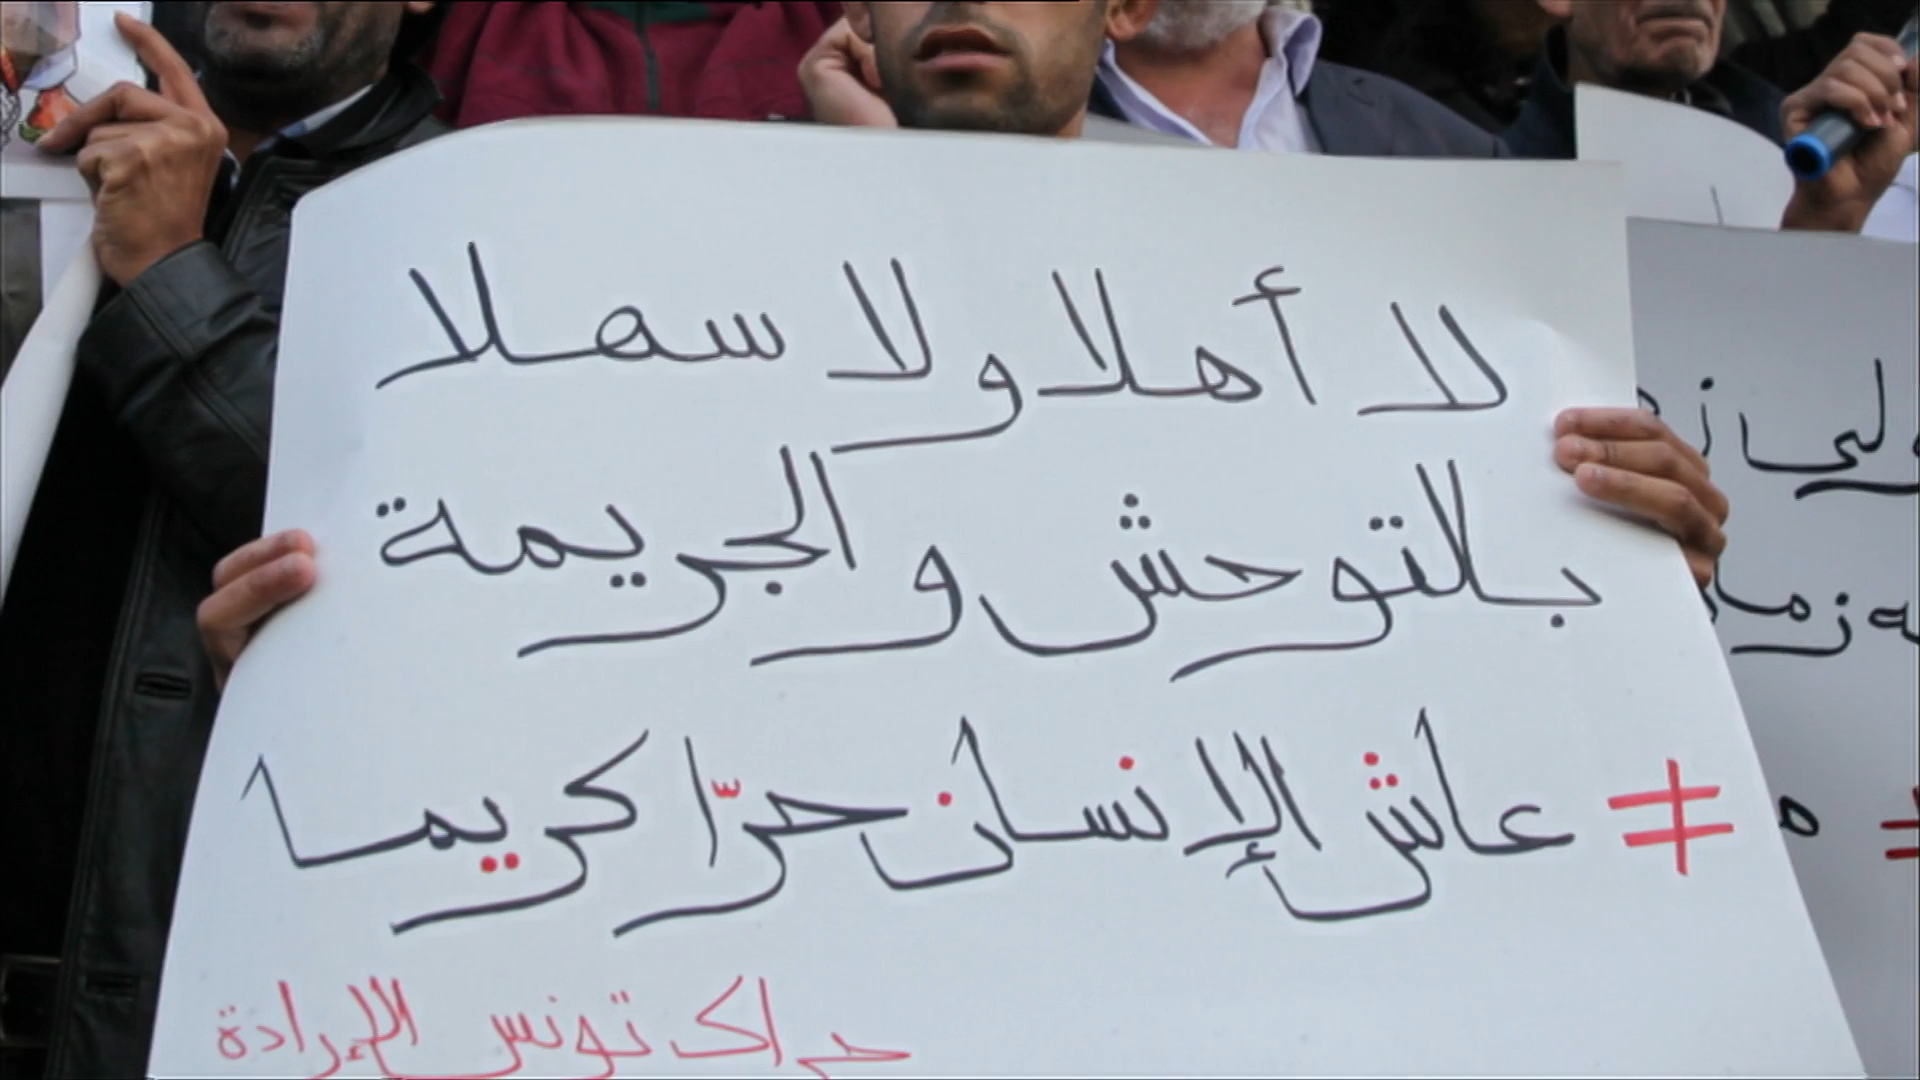 لا أهلا ولا سهلا
بالتوحش والجريمة
≠ عاش الإنسان حرّا كريما
حراك تونس الإرادة